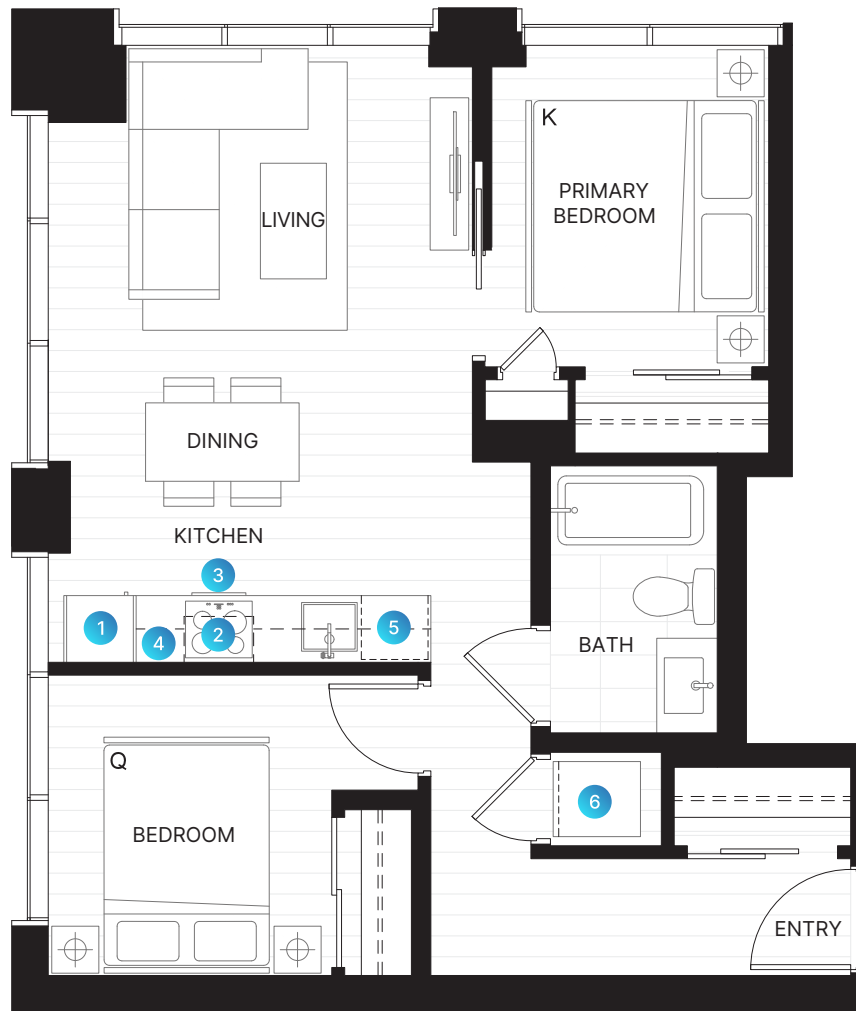 K
PRIMARY
BEDROOM
LIVING
DINING
KITCHEN
3
1
4
2
5
BATH
Q
6
BEDROOM
ENTRY